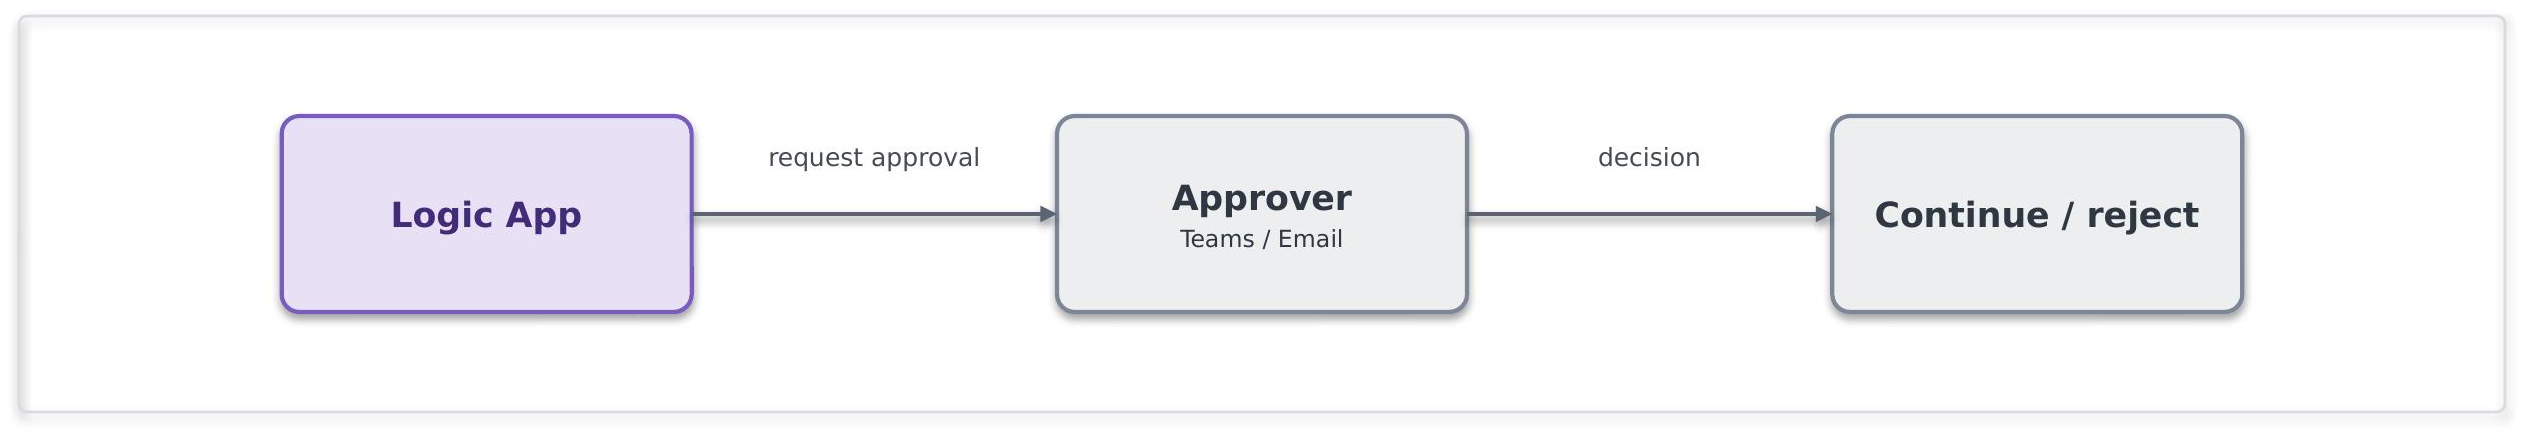 Logic App
request approval
Approver
Teams / Email
decision
Continue / reject